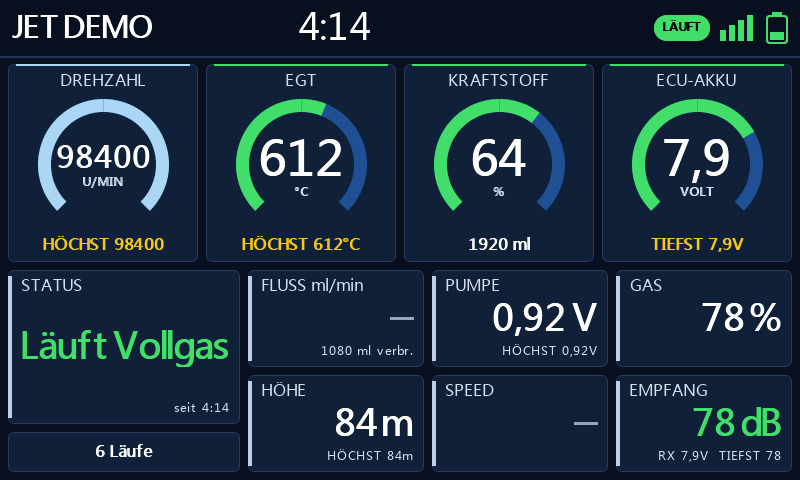 JET DEMO
4:14
LÄUFT
DREHZAHL
98400
U/MIN
HÖCHST 98400
EGT
612
°C
HÖCHST 612°C
KRAFTSTOFF
64
%
1920 ml
ECU-AKKU
7,9
VOLT
TIEFST 7,9V
STATUS
Läuft Vollgas
seit 4:14
6 Läufe
FLUSS ml/min
—
1080 ml verbr.
PUMPE
0,92 V
HÖCHST 0,92V
GAS
78 %
HÖHE
84 m
HÖCHST 84m
SPEED
—
EMPFANG
78 dB
RX 7,9V TIEFST 78